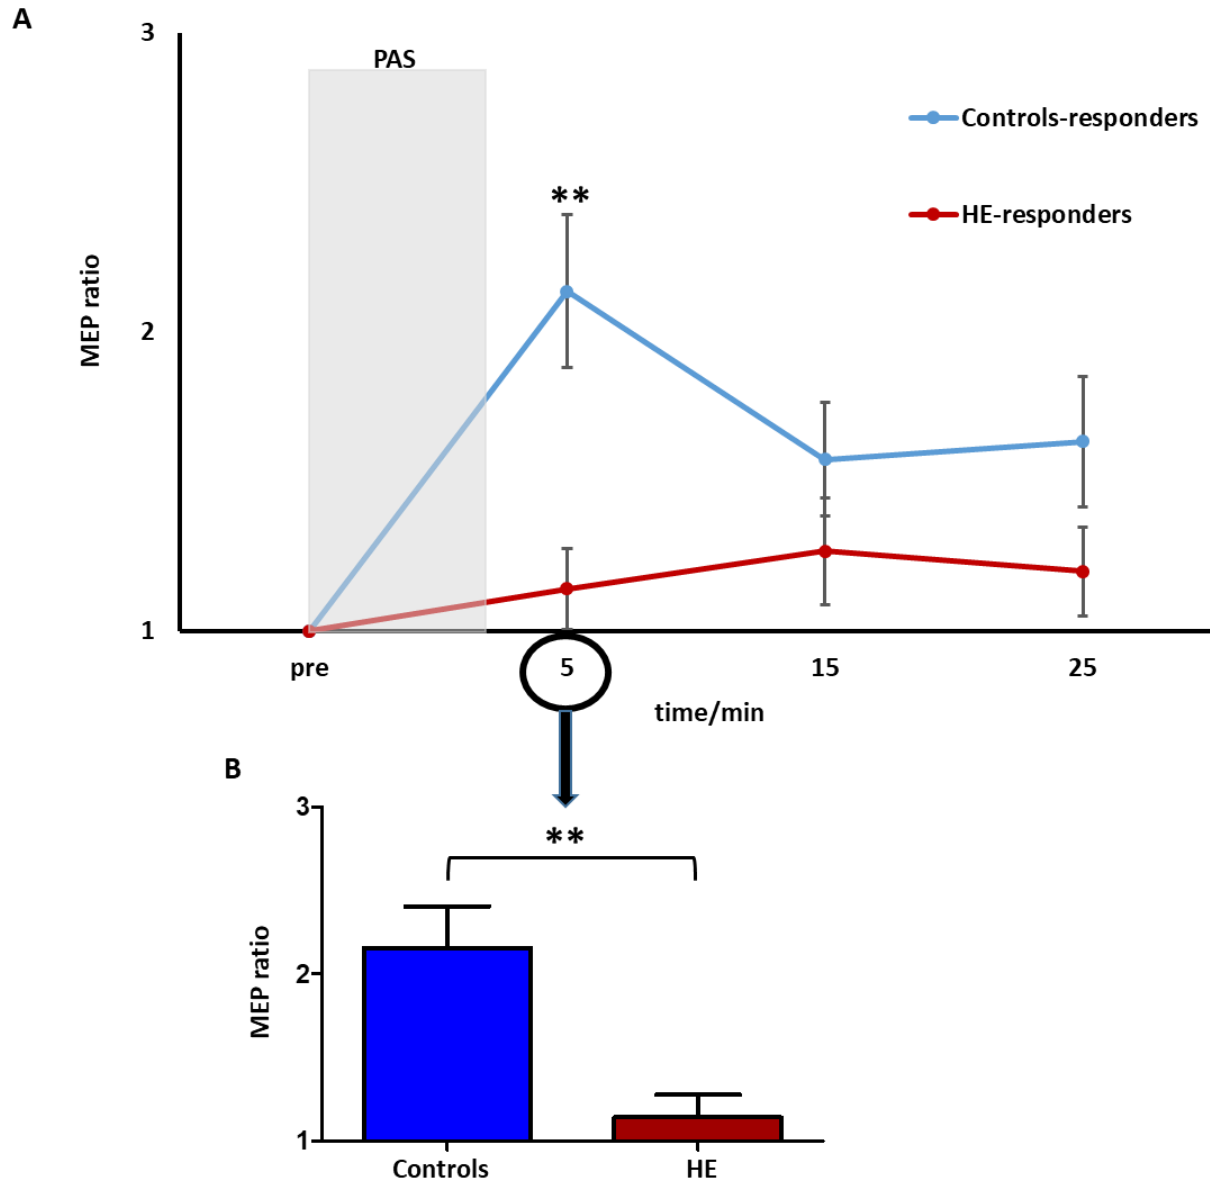 A
3
PAS
Controls-responders
**
HE-responders
MEP ratio
2
1
pre
5
15
25
time/min
B
3
**
MEP ratio
2
1
Controls
HE